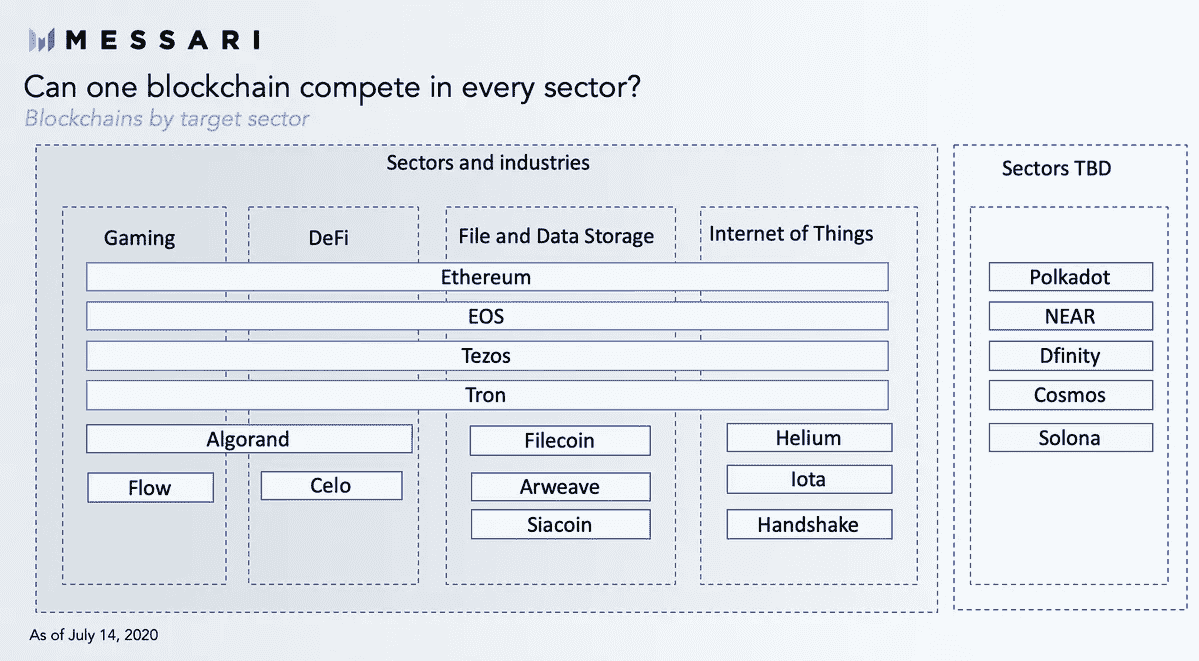 MESSARI
Can one blockchain compete in every sector?
Blockchains by target sector
Sectors and industries
Sectors TBD
Gaming
DeFi
File and Data Storage
Internet of Things
Ethereum
Polkadot
EOS
NEAR
Tezos
Dfinity
Tron
Cosmos
Algorand
Filecoin
Helium
Solona
Flow
Celo
Arweave
Iota
Siacoin
Handshake
As of July 14, 2020